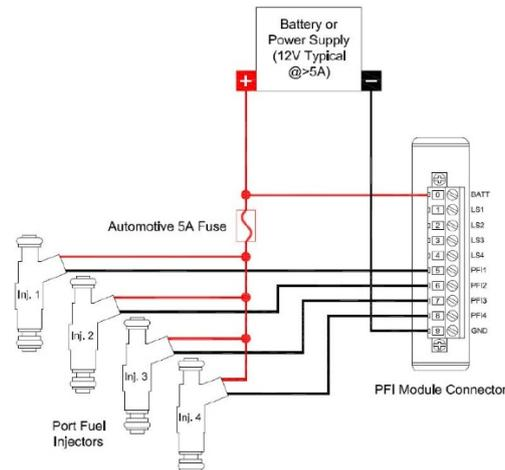 Battery or
Power Supply
(12V Typical
@>5A)
+
−
Automotive 5A Fuse
0 BATT
1 LS1
2 LS2
3 LS3
4 LS4
5 PFI1
6 PFI2
7 PFI3
8 PFI4
9 GND
Inj. 1
Inj. 2
Inj. 3
Inj. 4
Port Fuel
Injectors
PFI Module Connector